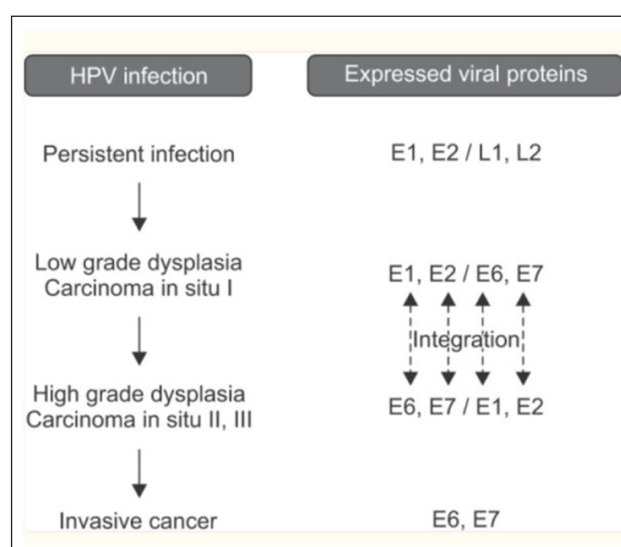 HPV infection
Expressed viral proteins
Persistent infection
E1, E2 / L1, L2
Low grade dysplasia
Carcinoma in situ I
E1, E2 / E6, E7
Integration
High grade dysplasia
Carcinoma in situ II, III
E6, E7 / E1, E2
Invasive cancer
E6, E7